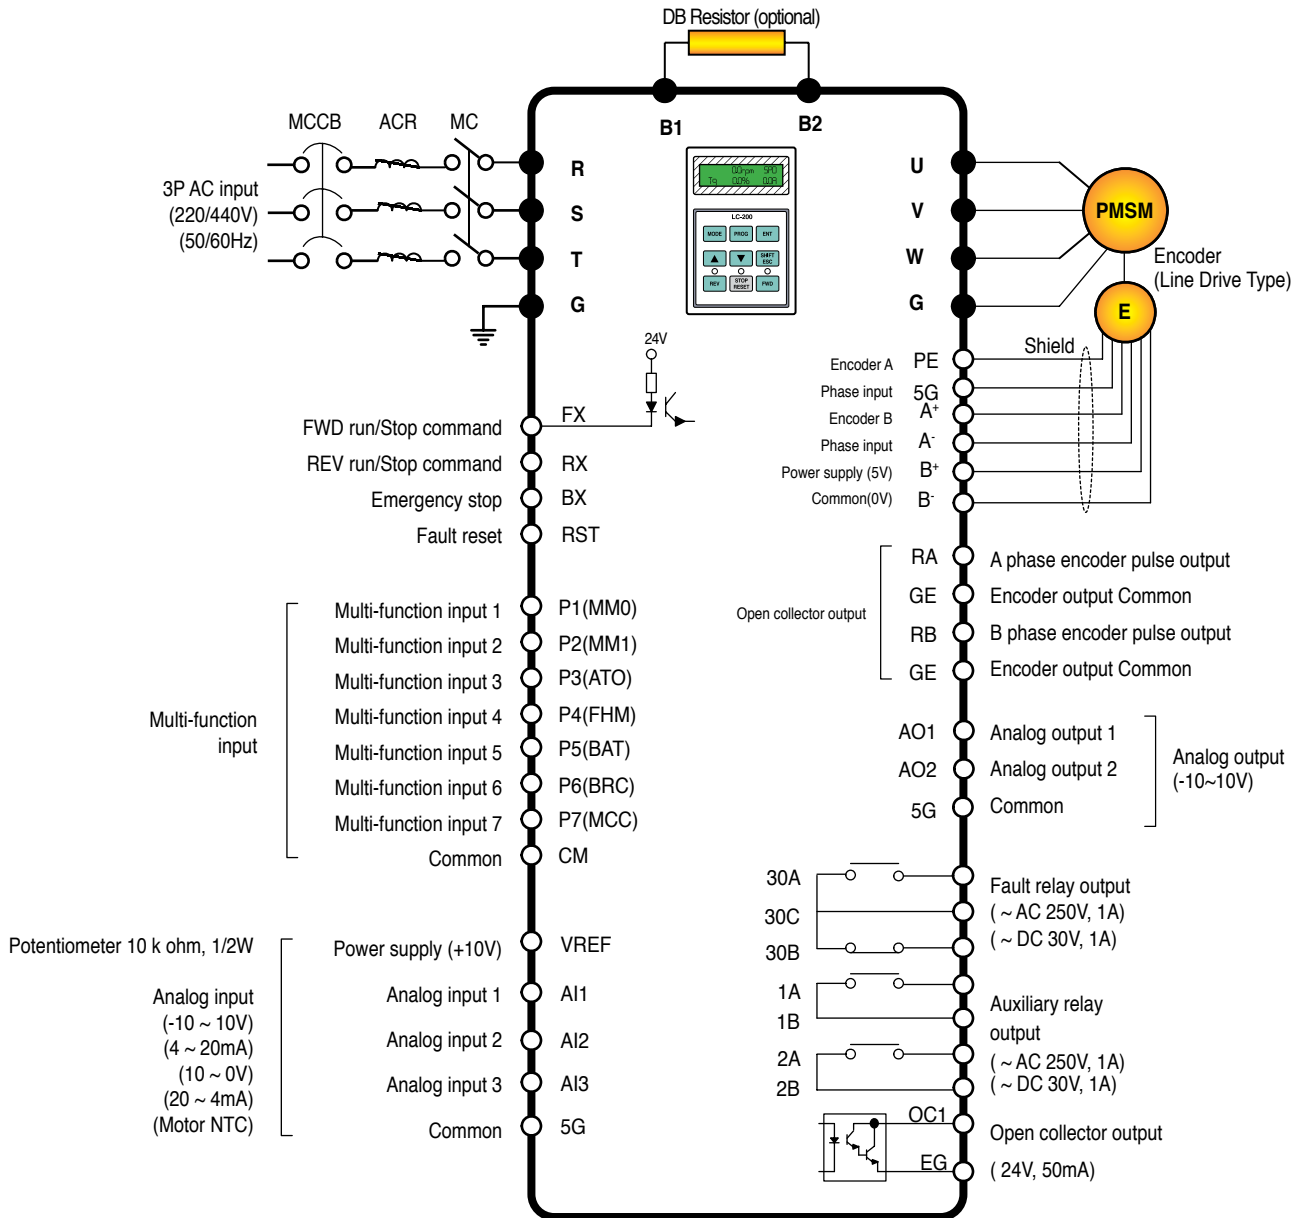 DB Resistor (optional)
B1
B2
MCCB
ACR
MC
3P AC input
(220/440V)
(50/60Hz)
R
S
T
G
0.0rpm SPD
Tq 0.0% 0.0A
LC-200
MODE
PROG
ENT
SHIFT
ESC
REV
STOP
RESET
FWD
U
V
W
G
PMSM
Encoder
(Line Drive Type)
E
Shield
24V
Encoder A
PE
Phase input
5G
Encoder B
A+
Phase input
A-
Power supply (5V)
B+
Common(0V)
B-
FWD run/Stop command
FX
REV run/Stop command
RX
Emergency stop
BX
Fault reset
RST
Multi-function
input
Multi-function input 1
P1(MM0)
Multi-function input 2
P2(MM1)
Multi-function input 3
P3(ATO)
Multi-function input 4
P4(FHM)
Multi-function input 5
P5(BAT)
Multi-function input 6
P6(BRC)
Multi-function input 7
P7(MCC)
Common
CM
Open collector output
RA
A phase encoder pulse output
GE
Encoder output Common
RB
B phase encoder pulse output
GE
Encoder output Common
AO1
Analog output 1
AO2
Analog output 2
5G
Common
Analog output
(-10~10V)
Potentiometer 10 k ohm, 1/2W
Analog input
(-10 ~ 10V)
(4 ~ 20mA)
(10 ~ 0V)
(20 ~ 4mA)
(Motor NTC)
Power supply (+10V)
VREF
Analog input 1
AI1
Analog input 2
AI2
Analog input 3
AI3
Common
5G
30A
30C
30B
Fault relay output
( ~ AC 250V, 1A)
( ~ DC 30V, 1A)
1A
1B
2A
2B
Auxiliary relay
output
( ~ AC 250V, 1A)
( ~ DC 30V, 1A)
OC1
EG
Open collector output
( 24V, 50mA)